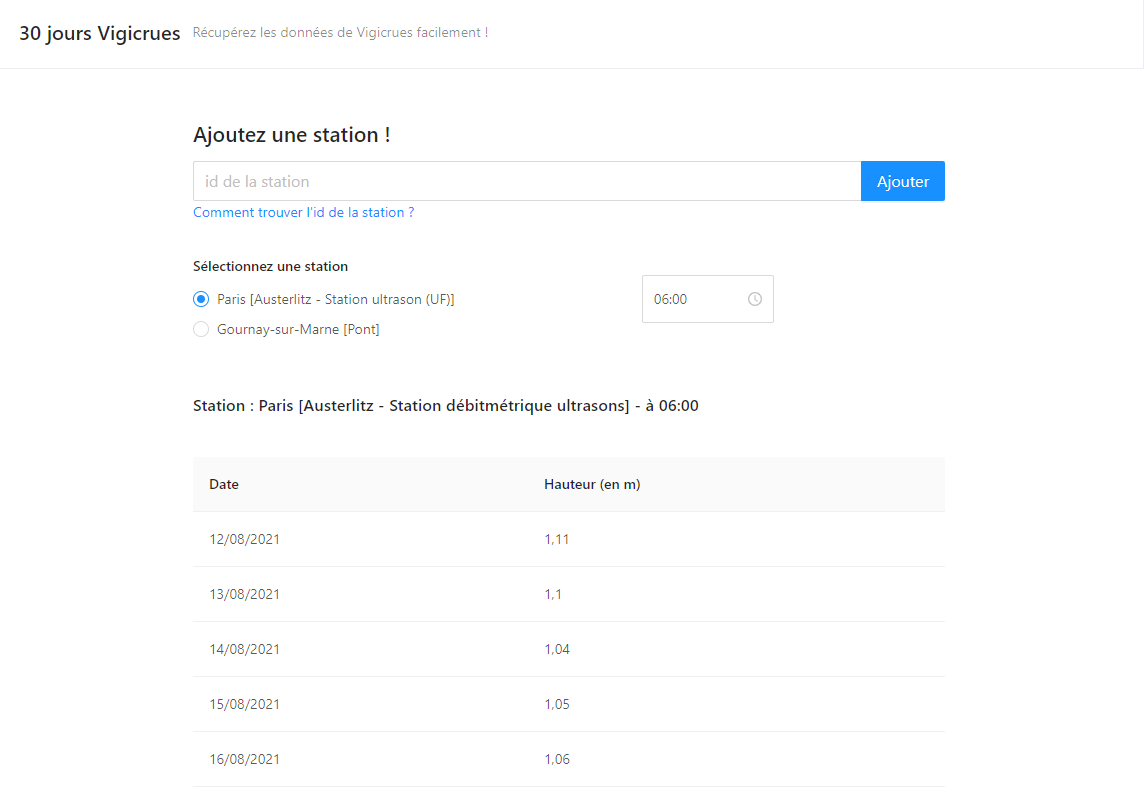 30 jours Vigicrues Récupérez les données de Vigicrues facilement !
Ajoutez une station !
id de la station Ajouter
Comment trouver l'id de la station ?
Sélectionnez une station
Paris [Austerlitz - Station ultrason (UF)] 06:00
Gournay-sur-Marne [Pont]
Station : Paris [Austerlitz - Station débitmétrique ultrasons] - à 06:00
Date Hauteur (en m)
12/08/2021 1,11
13/08/2021 1,1
14/08/2021 1,04
15/08/2021 1,05
16/08/2021 1,06